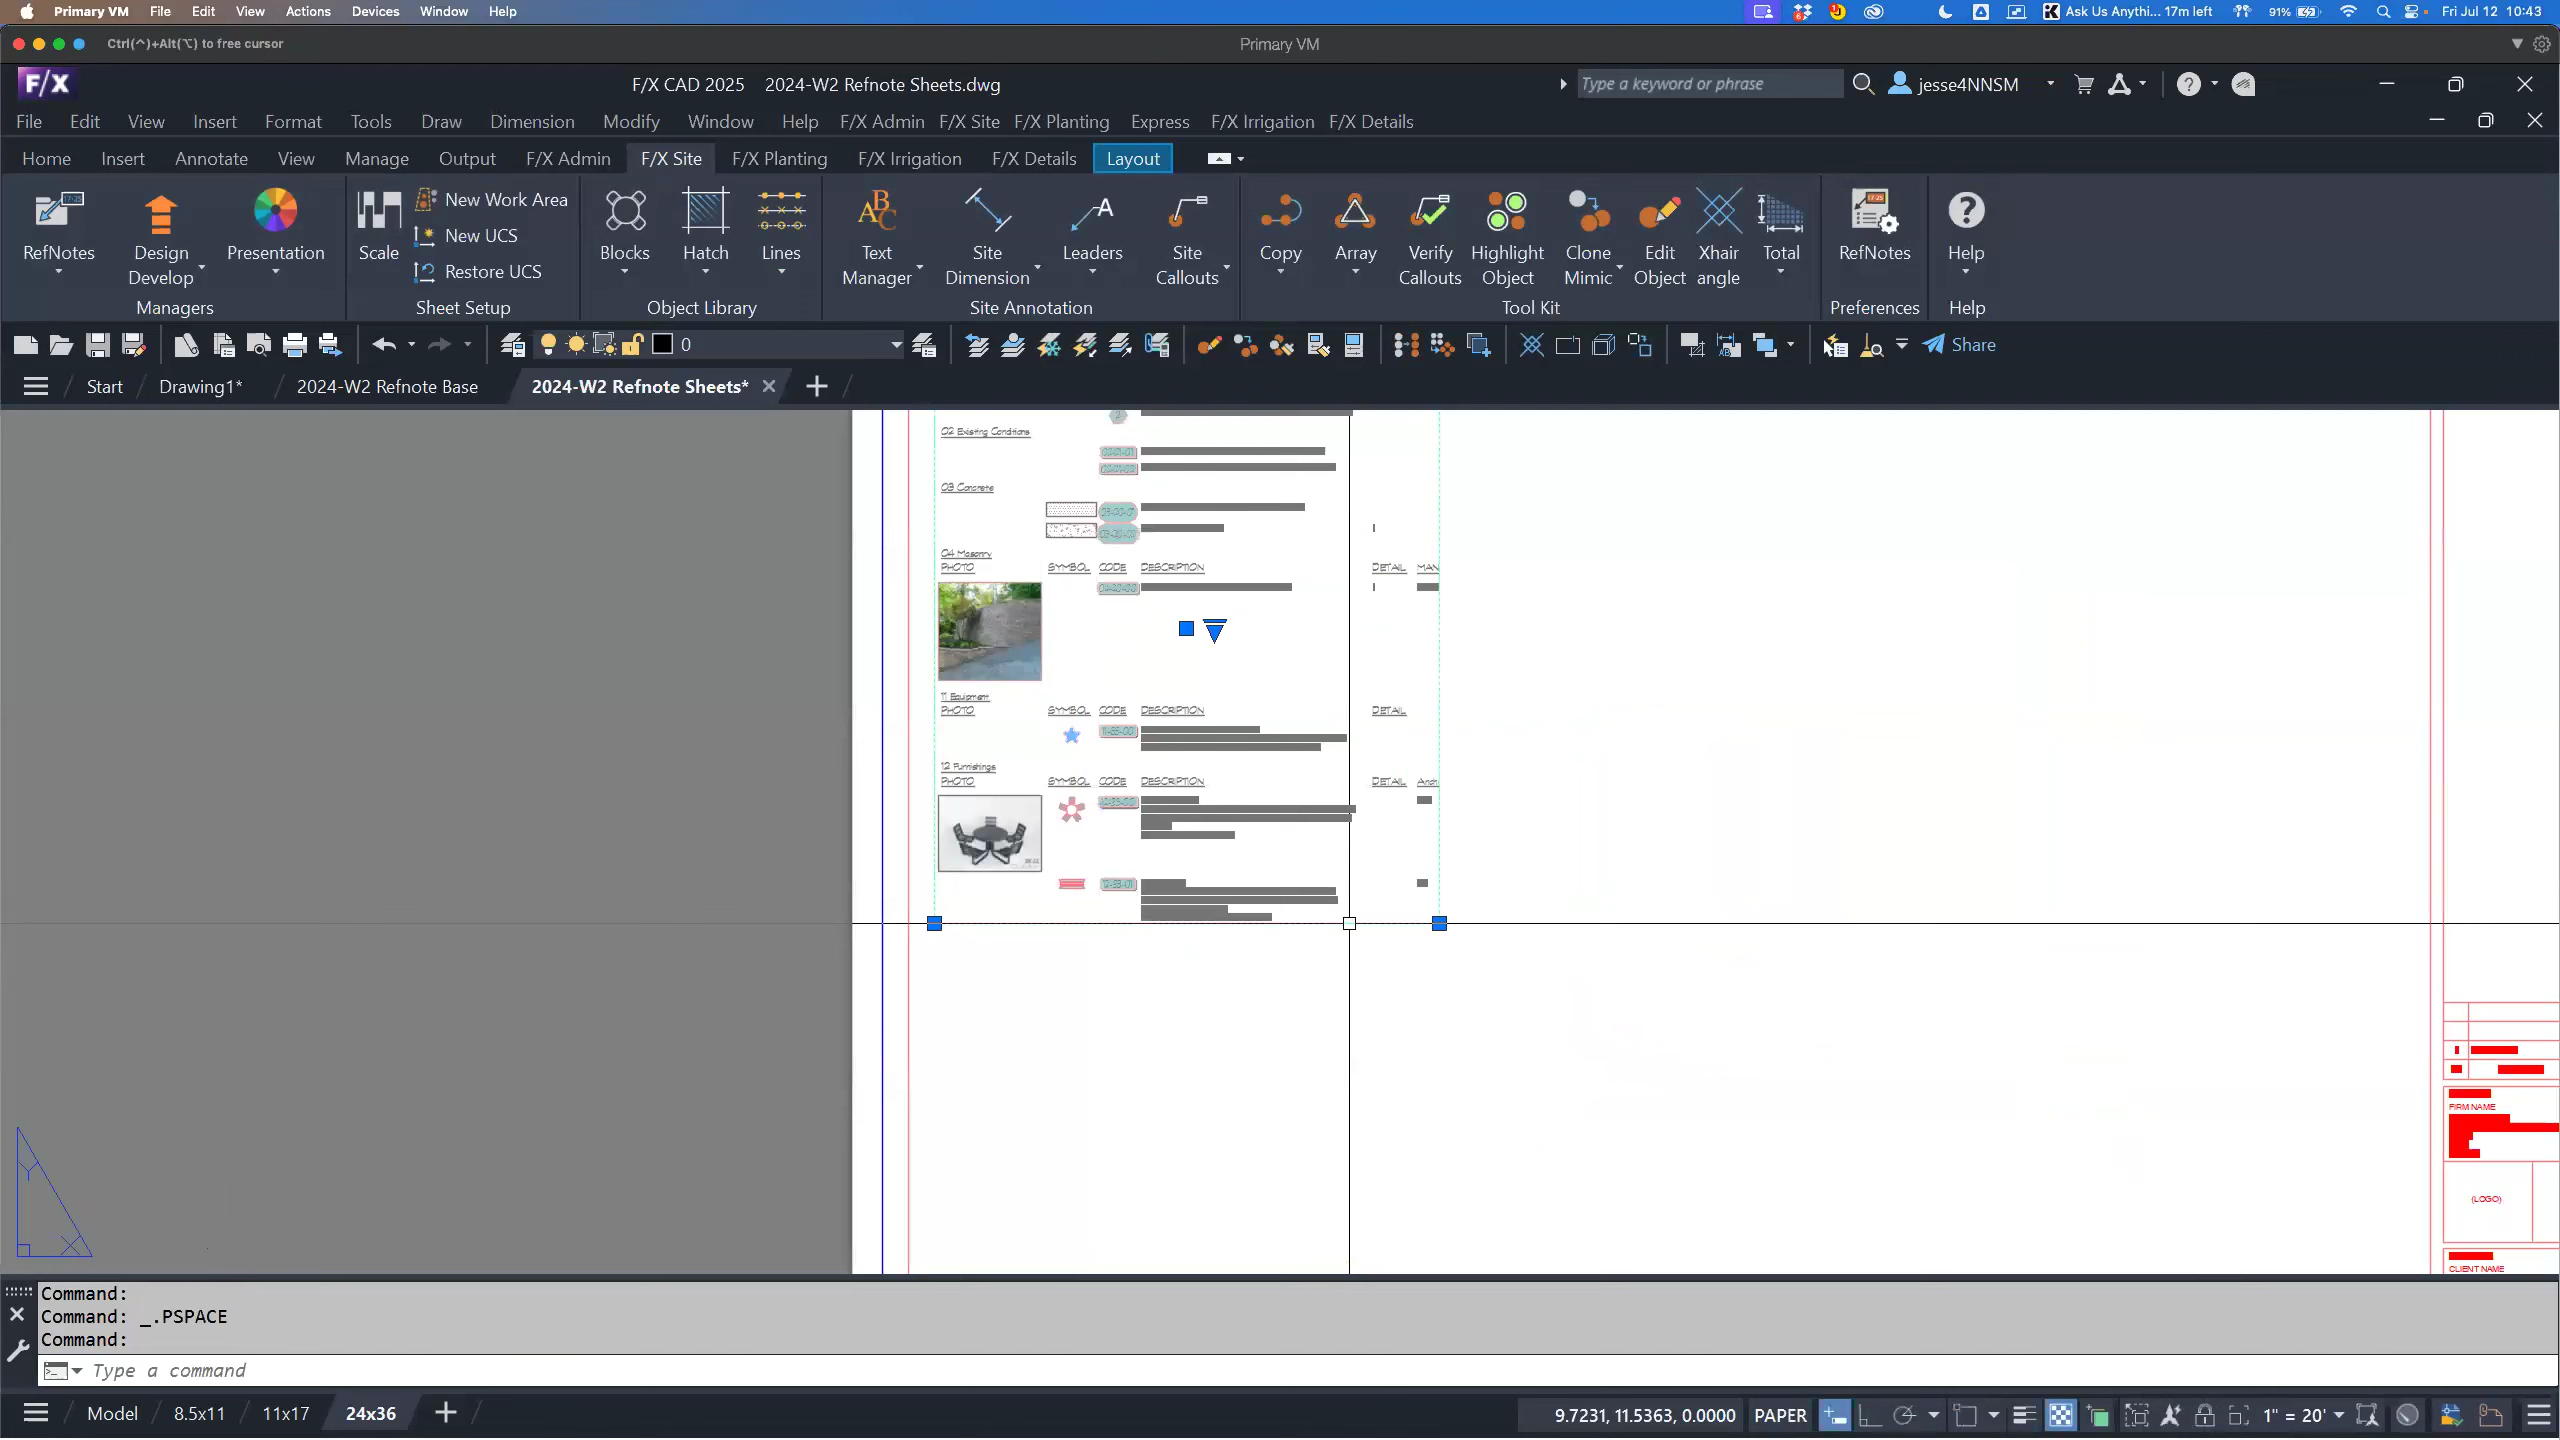 Primary VM File Edit View Actions Devices Window Help
Ask Us Anythi... 17m left 91% Fri Jul 12 10:43
Ctrl(^)+Alt(⌥) to free cursor
Primary VM
F/X
F/X CAD 2025 2024-W2 Refnote Sheets.dwg
Type a keyword or phrase
jesse4NNSM
File Edit View Insert Format Tools Draw Dimension Modify Window Help F/X Admin F/X Site F/X Planting Express F/X Irrigation F/X Details
Home Insert Annotate View Manage Output F/X Admin F/X Site F/X Planting F/X Irrigation F/X Details Layout
RefNotes
Design Develop
Presentation
Managers
Scale
New Work Area
New UCS
Restore UCS
Sheet Setup
Blocks
Hatch
Lines
Object Library
Text Manager
Site Dimension
Leaders
Site Callouts
Site Annotation
Copy
Array
Verify Callouts
Highlight Object
Clone Mimic
Edit Object
Xhair angle
Total
Tool Kit
RefNotes
Preferences
Help
Help
0
Share
Start Drawing1* 2024-W2 Refnote Base 2024-W2 Refnote Sheets*
2
02 Existing Conditions
03 Concrete
04 Masonry
PHOTO SYMBOL CODE DESCRIPTION DETAIL MAN
11 Equipment
PHOTO SYMBOL CODE DESCRIPTION DETAIL
12 Furnishings
PHOTO SYMBOL CODE DESCRIPTION DETAIL
FIRM NAME
(LOGO)
CLIENT NAME
Y
X
Command:
Command: _.PSPACE
Command:
Type a command
Model 8.5x11 11x17 24x36
9.7231, 11.5363, 0.0000 PAPER 1" = 20'